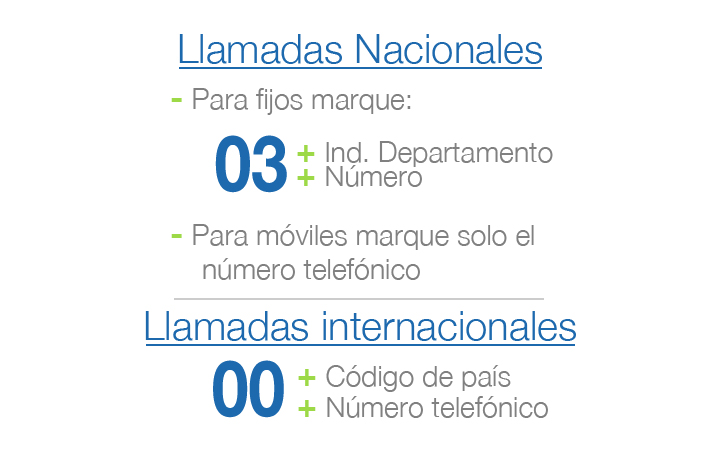 Llamadas Nacionales
- Para fijos marque:
03 + Ind. Departamento
+ Número
- Para móviles marque solo el
número telefónico
Llamadas internacionales
00 + Código de país
+ Número telefónico